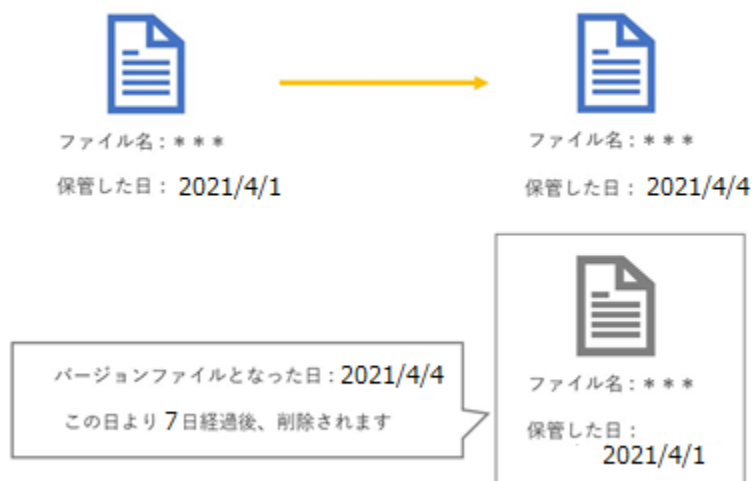 ファイル名：＊＊＊
保管した日： 2021/4/1
ファイル名：＊＊＊
保管した日： 2021/4/4
バージョンファイルとなった日：2021/4/4
この日より 7日経過後、削除されます
ファイル名：＊＊＊
保管した日：
2021/4/1